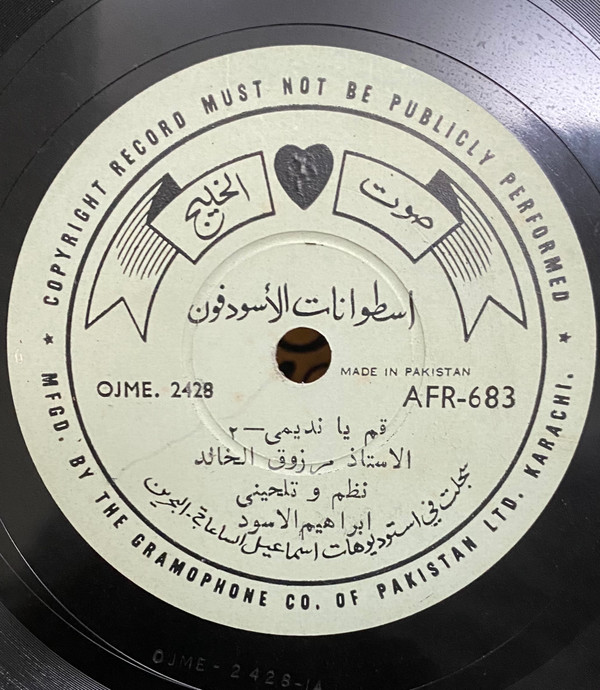 COPYRIGHT RECORD MUST NOT BE PUBLICLY PERFORMED
صوت الخليج
اسطوانات الأسودفون
MADE IN PAKISTAN
OJME. 2428
AFR-683
قم يا نديمى — ٢
الاستاذ مرزوق الخالد
نظم و تلحيني
ابراهيم الاسود
سجلت في استوديوهات اسماعيل الساعاتي - البحرين
★ MFGD. BY THE GRAMOPHONE CO. OF PAKISTAN LTD. KARACHI. ★
OJME-2428-1A